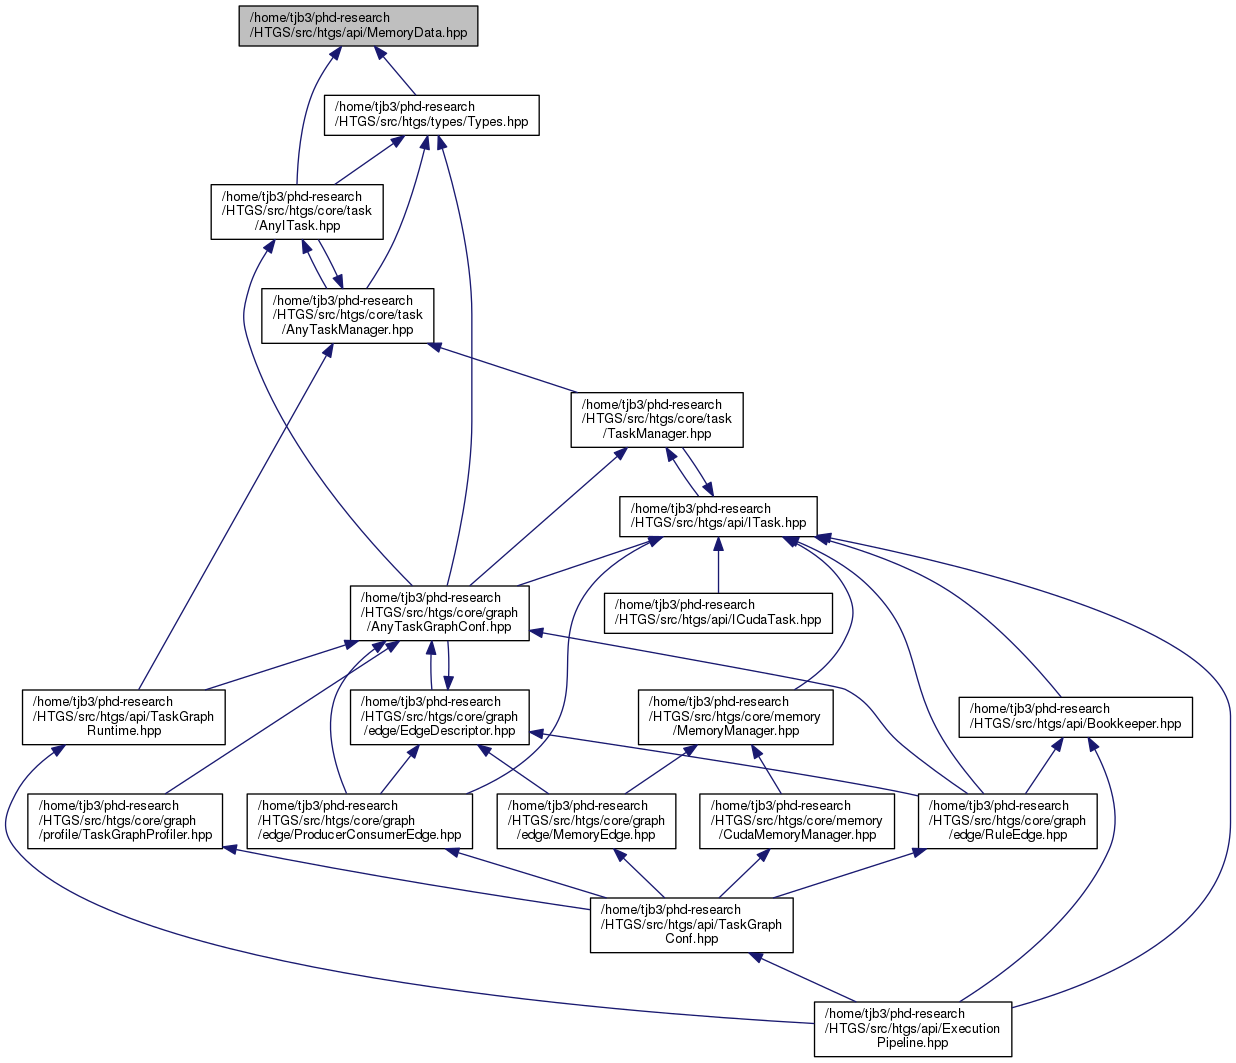 /home/tjb3/phd-research
/HTGS/src/htgs/api/MemoryData.hpp
/home/tjb3/phd-research
/HTGS/src/htgs/types/Types.hpp
/home/tjb3/phd-research
/HTGS/src/htgs/core/task
/AnyITask.hpp
/home/tjb3/phd-research
/HTGS/src/htgs/core/task
/AnyTaskManager.hpp
/home/tjb3/phd-research
/HTGS/src/htgs/core/task
/TaskManager.hpp
/home/tjb3/phd-research
/HTGS/src/htgs/api/ITask.hpp
/home/tjb3/phd-research
/HTGS/src/htgs/core/graph
/AnyTaskGraphConf.hpp
/home/tjb3/phd-research
/HTGS/src/htgs/api/ICudaTask.hpp
/home/tjb3/phd-research
/HTGS/src/htgs/api/TaskGraph
Runtime.hpp
/home/tjb3/phd-research
/HTGS/src/htgs/core/graph
/edge/EdgeDescriptor.hpp
/home/tjb3/phd-research
/HTGS/src/htgs/core/memory
/MemoryManager.hpp
/home/tjb3/phd-research
/HTGS/src/htgs/api/Bookkeeper.hpp
/home/tjb3/phd-research
/HTGS/src/htgs/core/graph
/profile/TaskGraphProfiler.hpp
/home/tjb3/phd-research
/HTGS/src/htgs/core/graph
/edge/ProducerConsumerEdge.hpp
/home/tjb3/phd-research
/HTGS/src/htgs/core/graph
/edge/MemoryEdge.hpp
/home/tjb3/phd-research
/HTGS/src/htgs/core/memory
/CudaMemoryManager.hpp
/home/tjb3/phd-research
/HTGS/src/htgs/core/graph
/edge/RuleEdge.hpp
/home/tjb3/phd-research
/HTGS/src/htgs/api/TaskGraph
Conf.hpp
/home/tjb3/phd-research
/HTGS/src/htgs/api/Execution
Pipeline.hpp